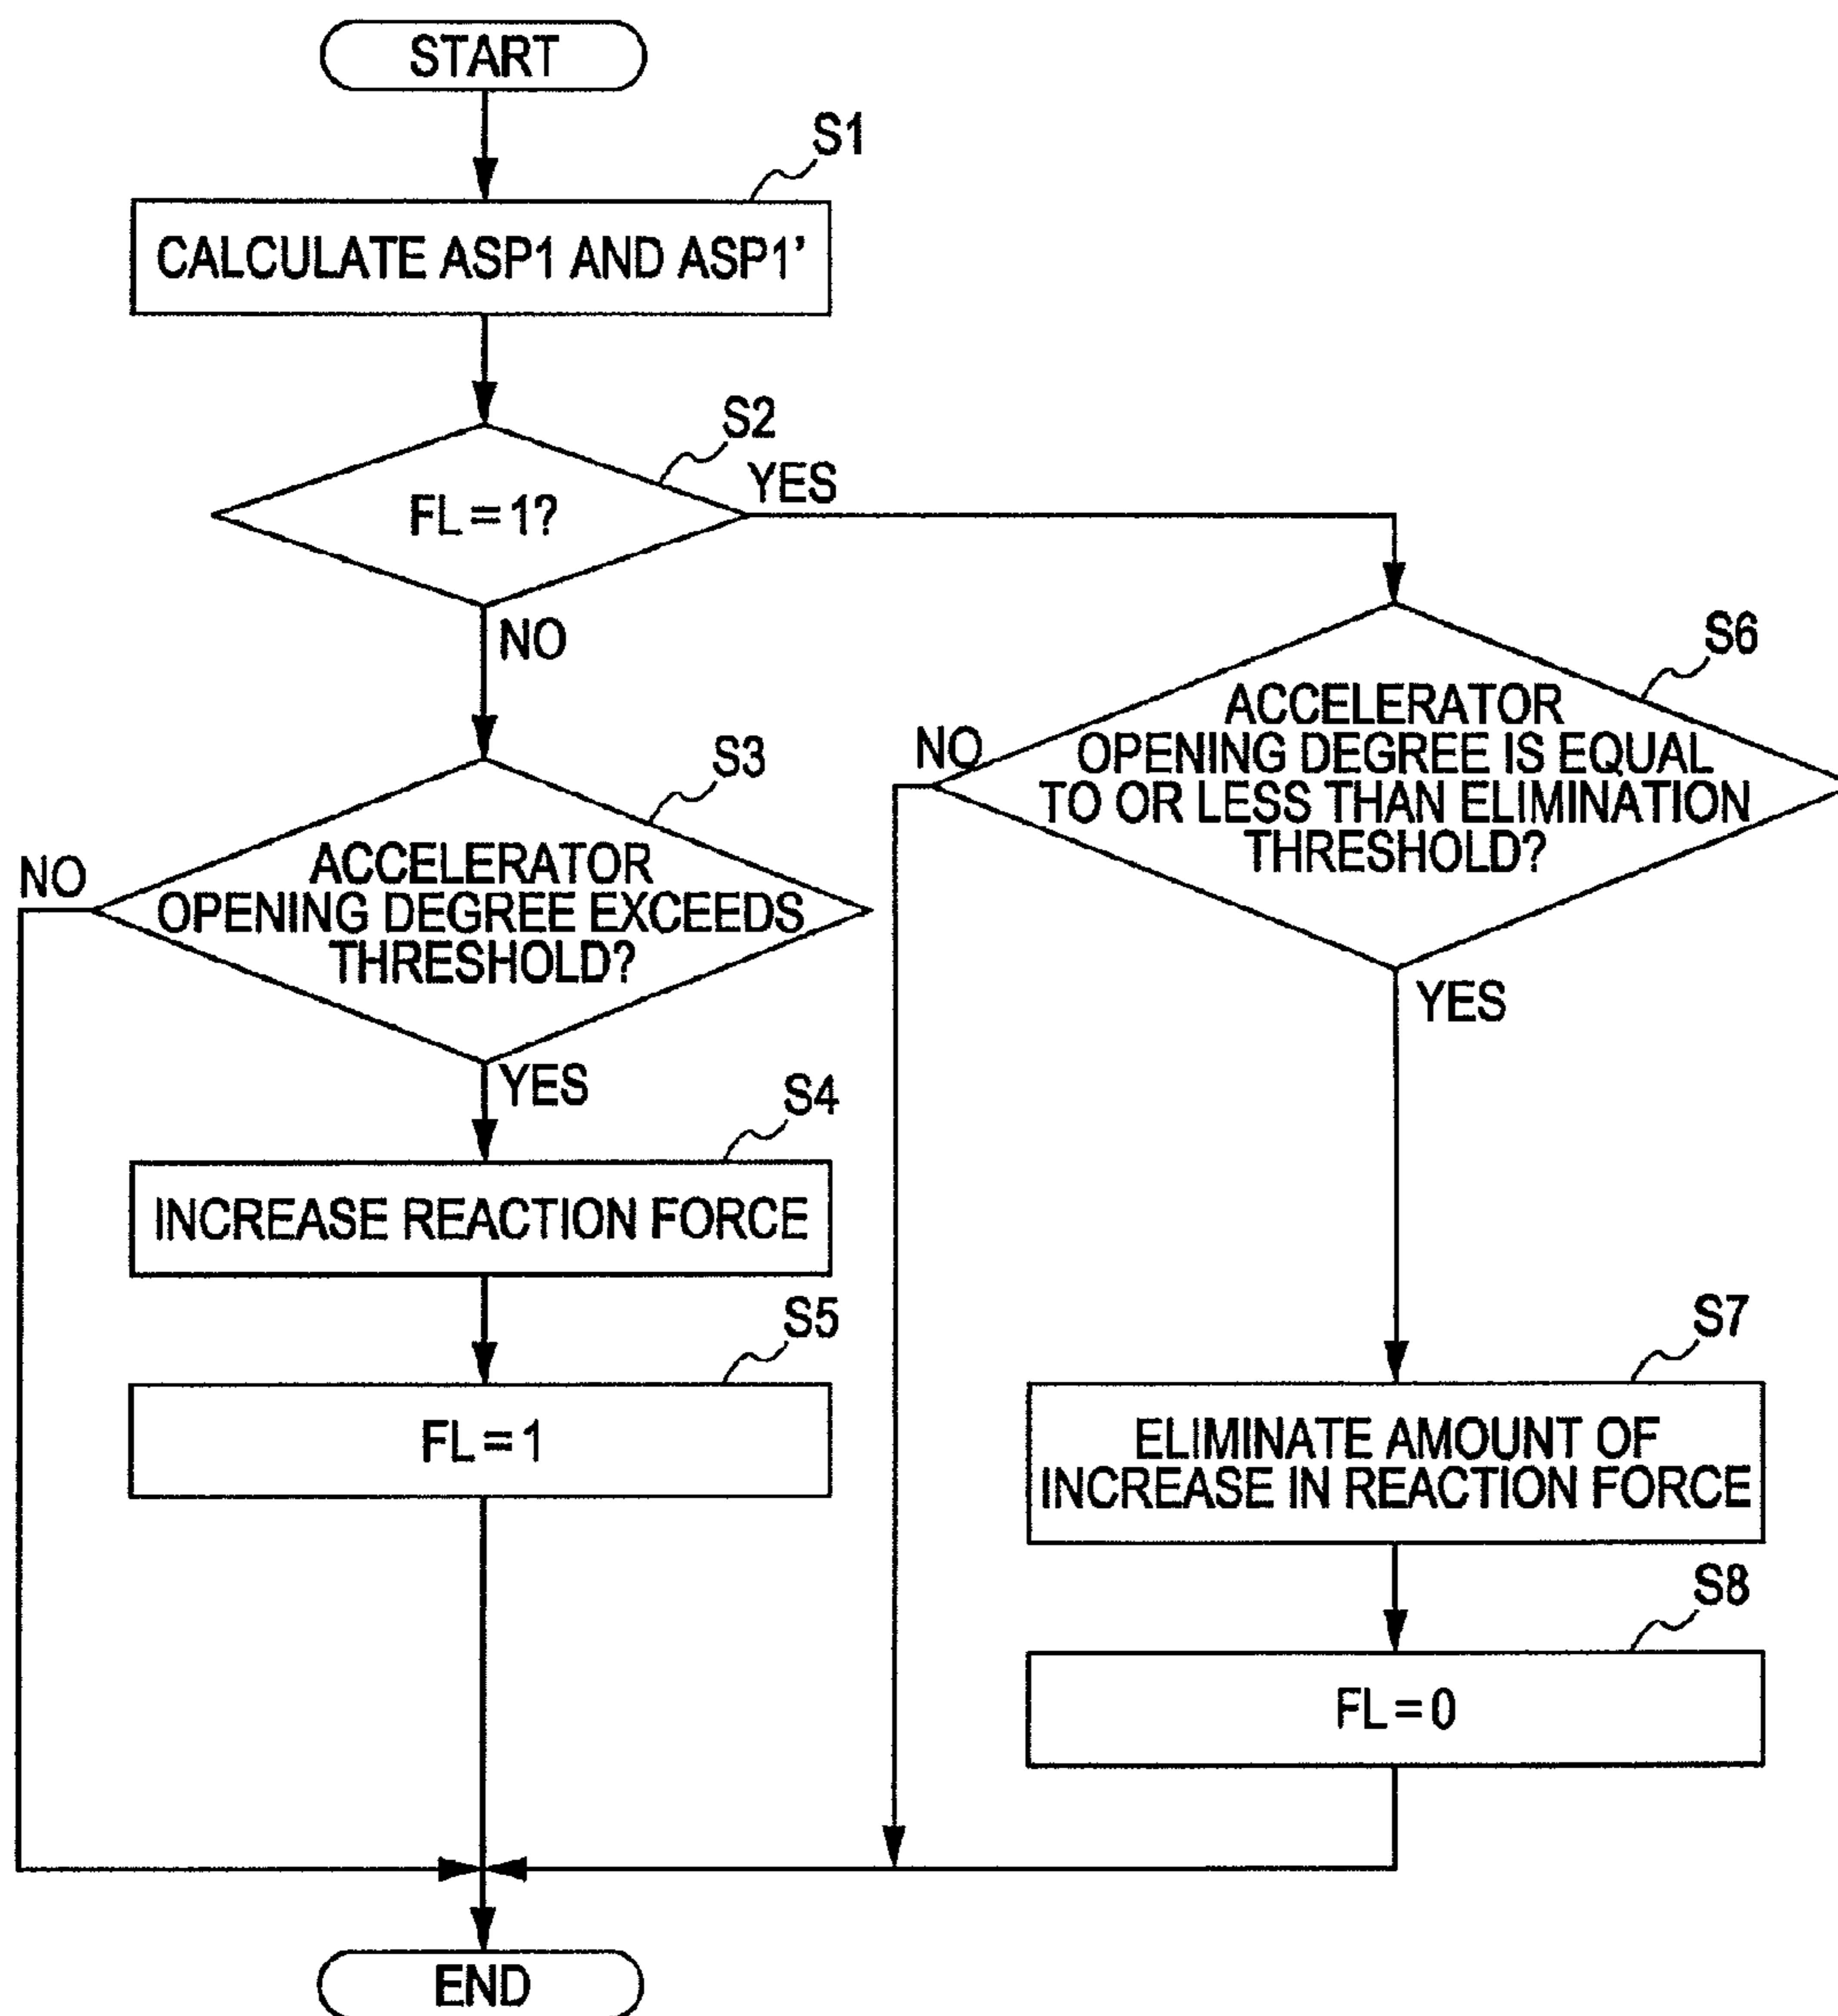 START
S1
CALCULATE ASP1 AND ASP1'
S2
FL = 1?
YES
NO
S3
ACCELERATOR
OPENING DEGREE EXCEEDS
THRESHOLD?
NO
YES
S4
INCREASE REACTION FORCE
S5
FL = 1
S6
ACCELERATOR
OPENING DEGREE IS EQUAL
TO OR LESS THAN ELIMINATION
THRESHOLD?
NO
YES
S7
ELIMINATE AMOUNT OF
INCREASE IN REACTION FORCE
S8
FL = 0
END